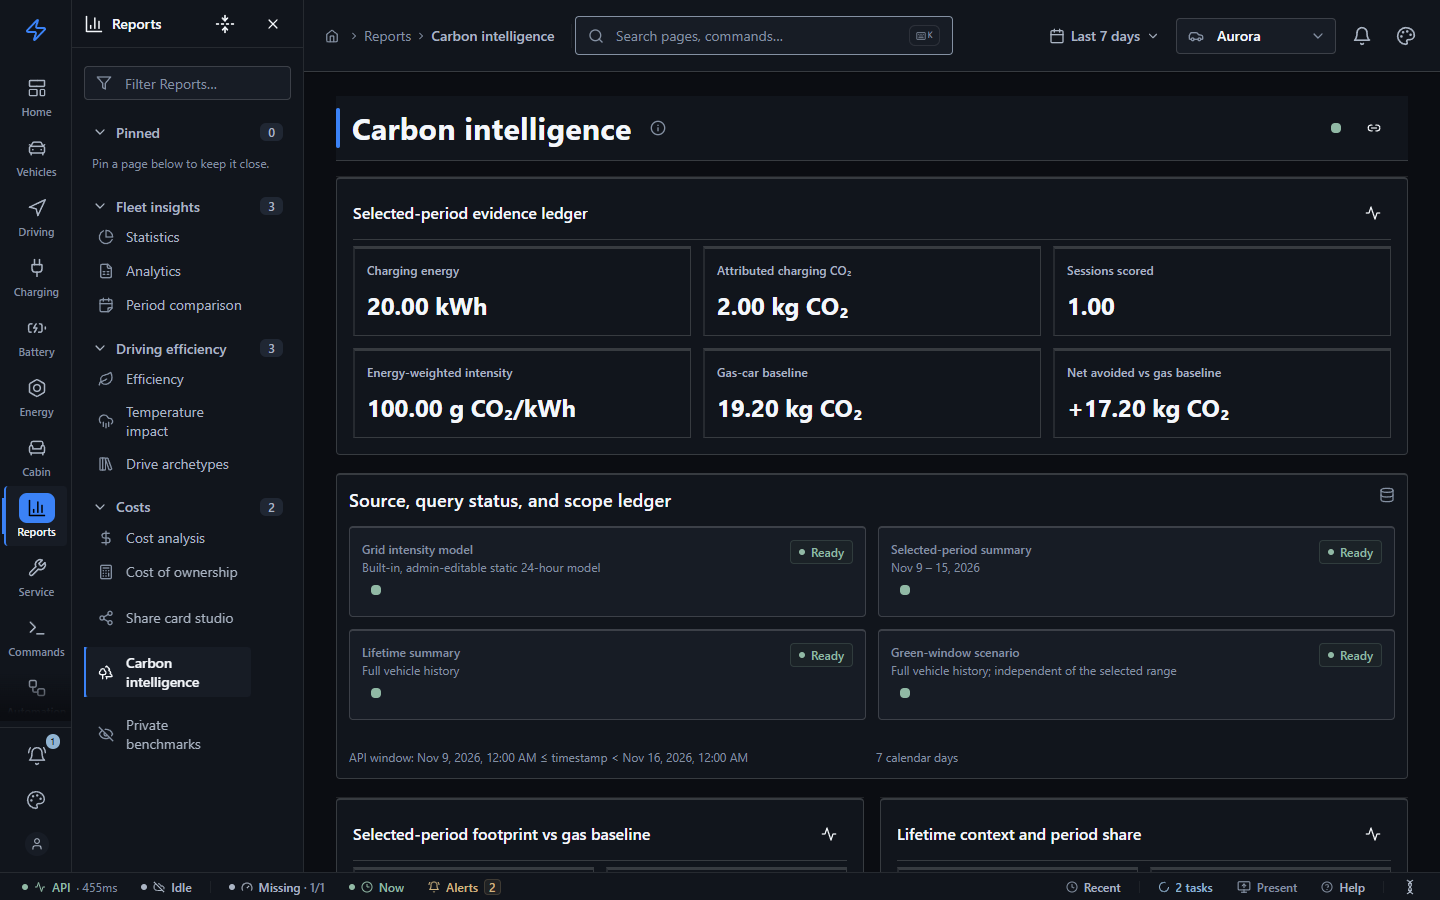 Home
Vehicles
Driving
Charging
Battery
Energy
Cabin
Reports
Service
Commands
1
Reports
Filter Reports...
Pinned 0
Pin a page below to keep it close.
Fleet insights 3
Statistics
Analytics
Period comparison
Driving efficiency 3
Efficiency
Temperature
impact
Drive archetypes
Costs 2
Cost analysis
Cost of ownership
Share card studio
Carbon
intelligence
Private
benchmarks
Reports
Carbon intelligence
Search pages, commands...
K
Last 7 days
Aurora
Carbon intelligence
Selected-period evidence ledger
Charging energy
20.00 kWh
Attributed charging CO₂
2.00 kg CO₂
Sessions scored
1.00
Energy-weighted intensity
100.00 g CO₂/kWh
Gas-car baseline
19.20 kg CO₂
Net avoided vs gas baseline
+17.20 kg CO₂
Source, query status, and scope ledger
Grid intensity model
Built-in, admin-editable static 24-hour model
Ready
Selected-period summary
Nov 9 – 15, 2026
Ready
Lifetime summary
Full vehicle history
Ready
Green-window scenario
Full vehicle history; independent of the selected range
Ready
API window: Nov 9, 2026, 12:00 AM ≤ timestamp < Nov 16, 2026, 12:00 AM
7 calendar days
Selected-period footprint vs gas baseline
Lifetime context and period share
API · 455ms
Idle
Missing · 1/1
Now
Alerts 2
Recent
2 tasks
Present
Help